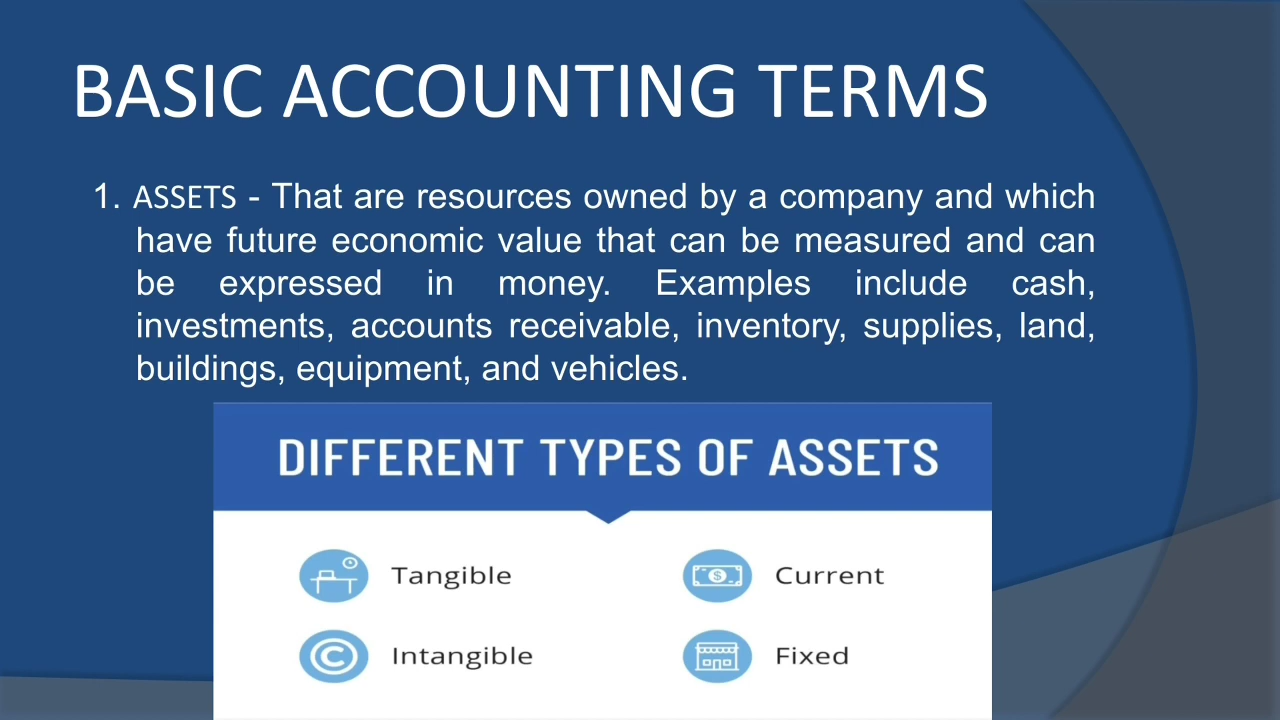 BASIC ACCOUNTING TERMS
1. ASSETS - That are resources owned by a company and which
have future economic value that can be measured and can
be expressed in money. Examples include cash,
investments, accounts receivable, inventory, supplies, land,
buildings, equipment, and vehicles.
DIFFERENT TYPES OF ASSETS
Tangible
Current
Intangible
Fixed